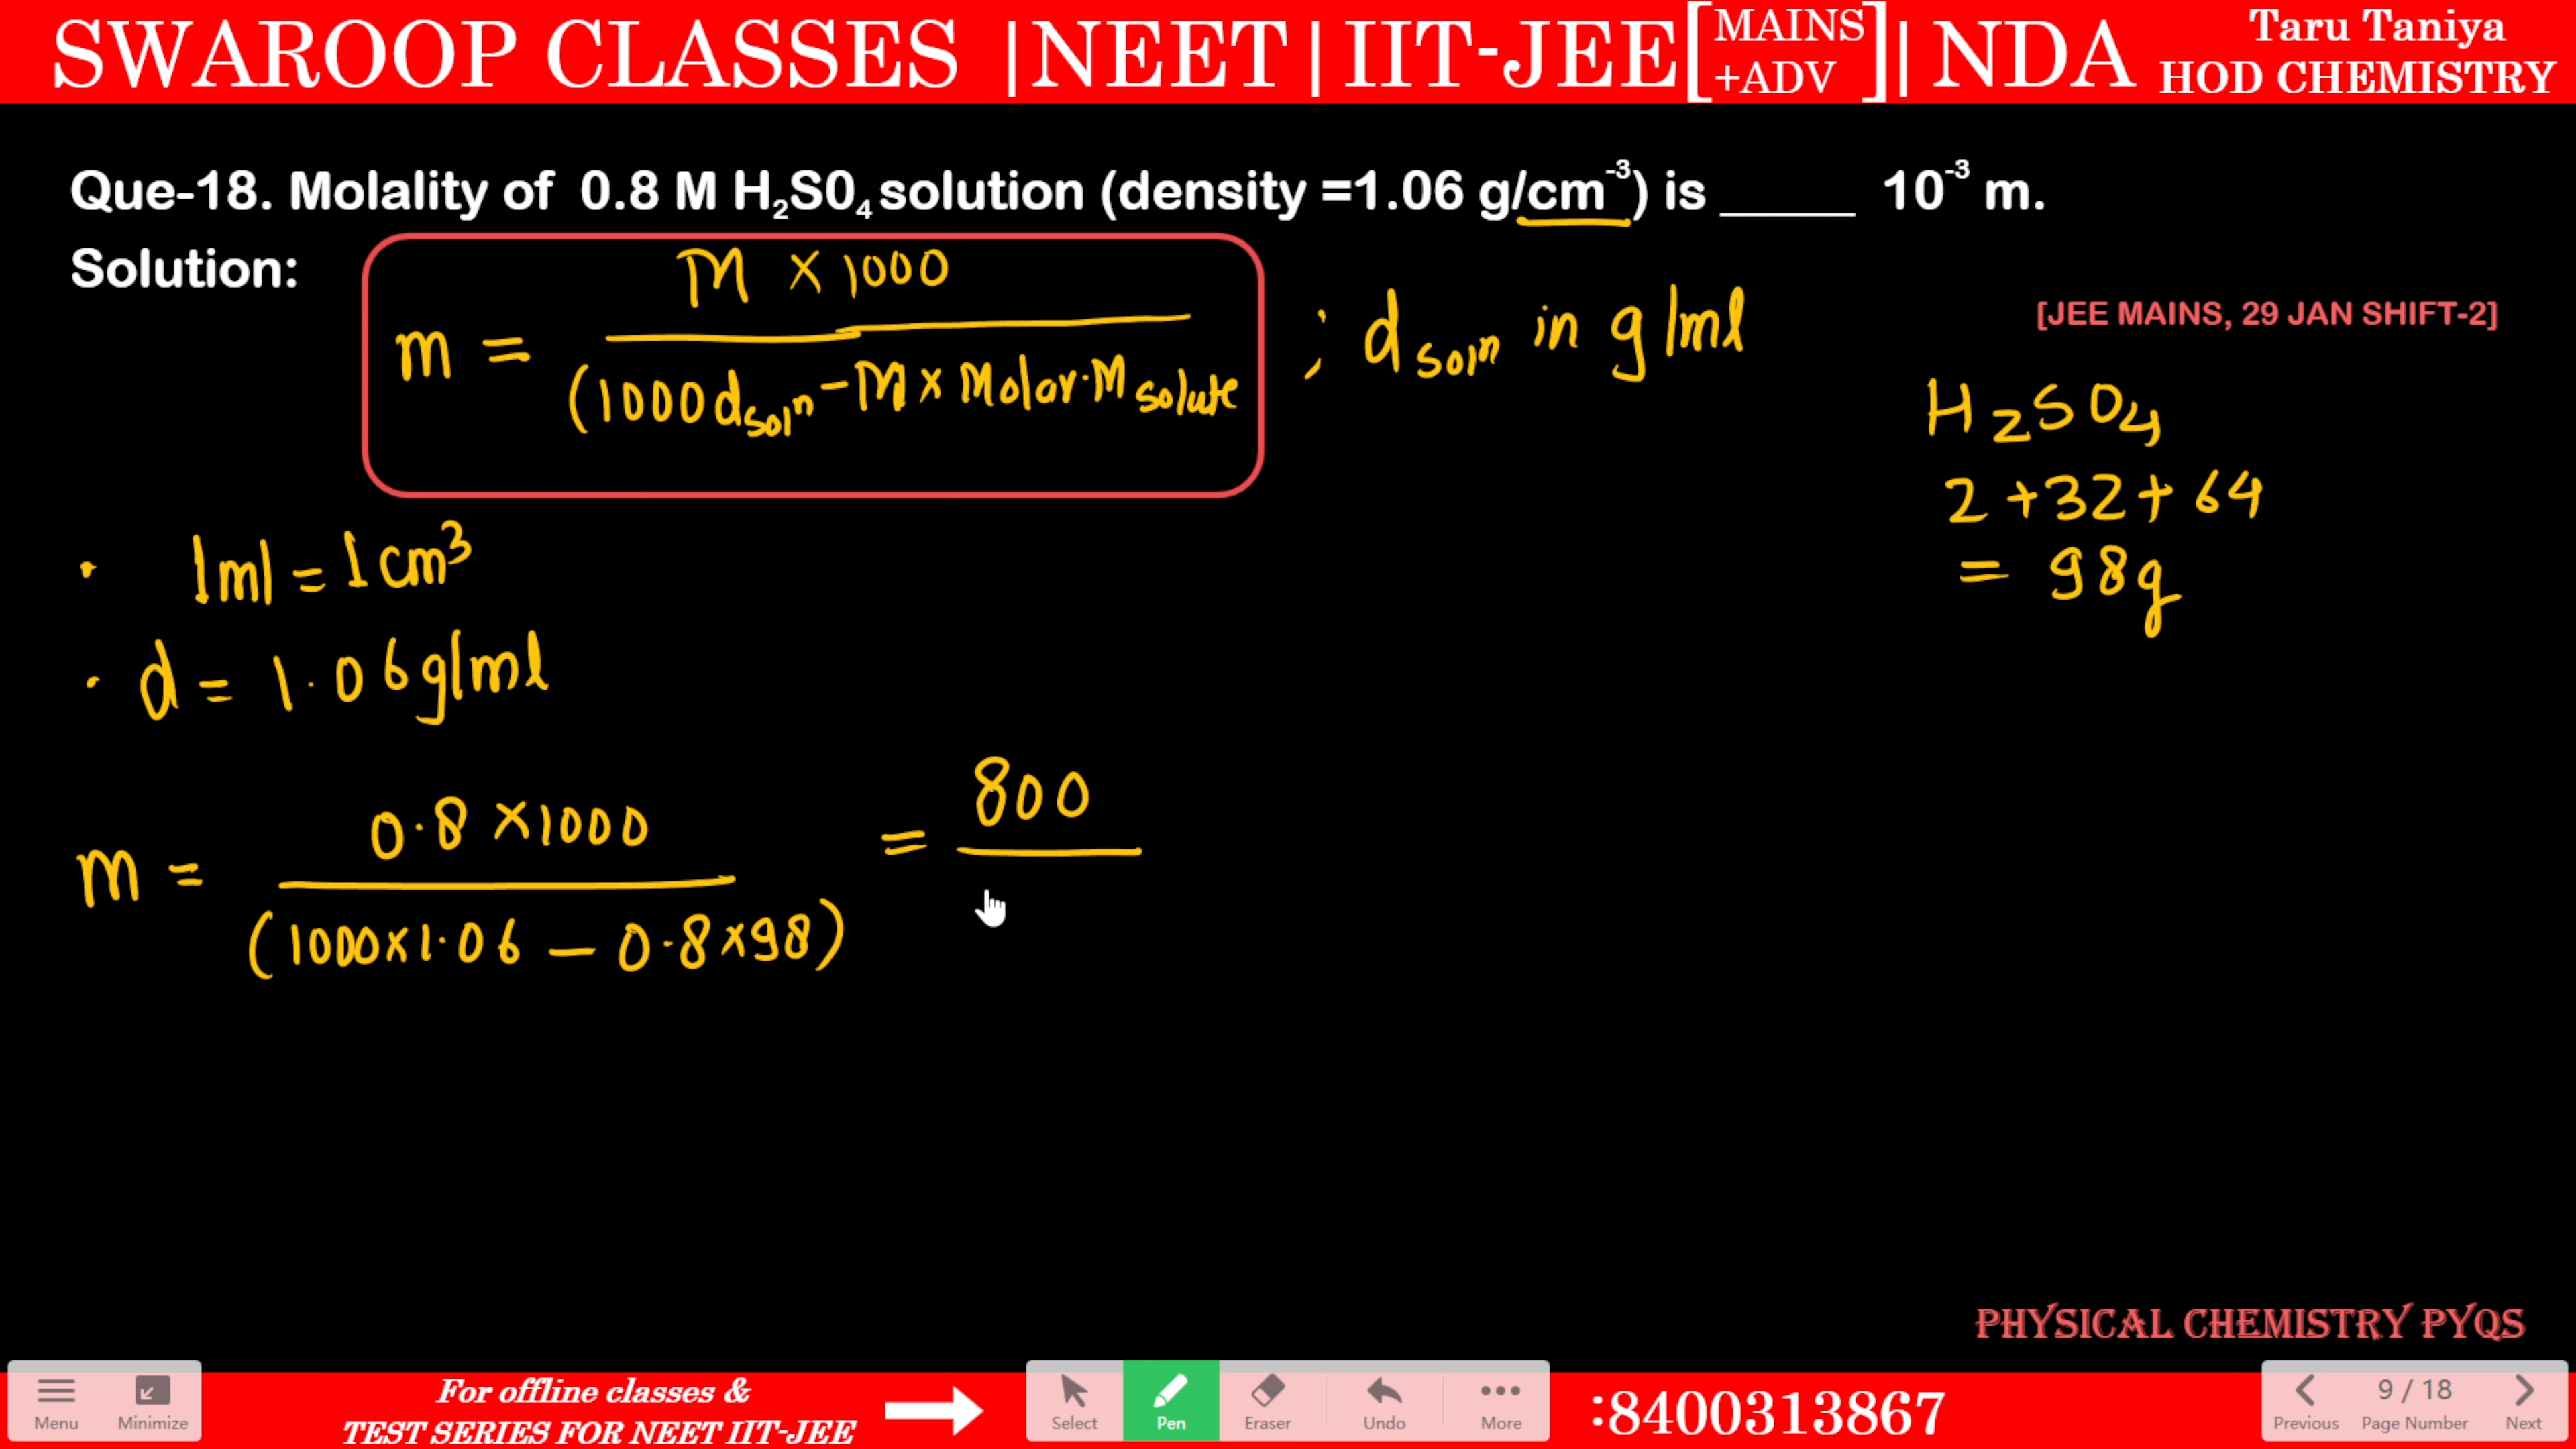 SWAROOP CLASSES |NEET| IIT-JEE[MAINS +ADV]| NDA
Taru Taniya
HOD CHEMISTRY
Que-18. Molality of 0.8 M H₂S0₄ solution (density =1.06 g/cm⁻³) is _____ 10⁻³ m.
Solution:
[JEE MAINS, 29 JAN SHIFT-2]
m = M × 1000 / (1000 d solⁿ - M × Molar.M solute ; d solⁿ in g/ml
H₂SO₄
2 + 32 + 64
= 98g
· 1ml = 1cm³
· d = 1.06g/ml
m = 0.8 × 1000 / (1000×1.06 - 0.8×98) = 800
PHYSICAL CHEMISTRY PYQS
Menu
Minimize
For offline classes &
TEST SERIES FOR NEET IIT-JEE
Select
Pen
Eraser
Undo
More
:8400313867
Previous
9 / 18
Page Number
Next